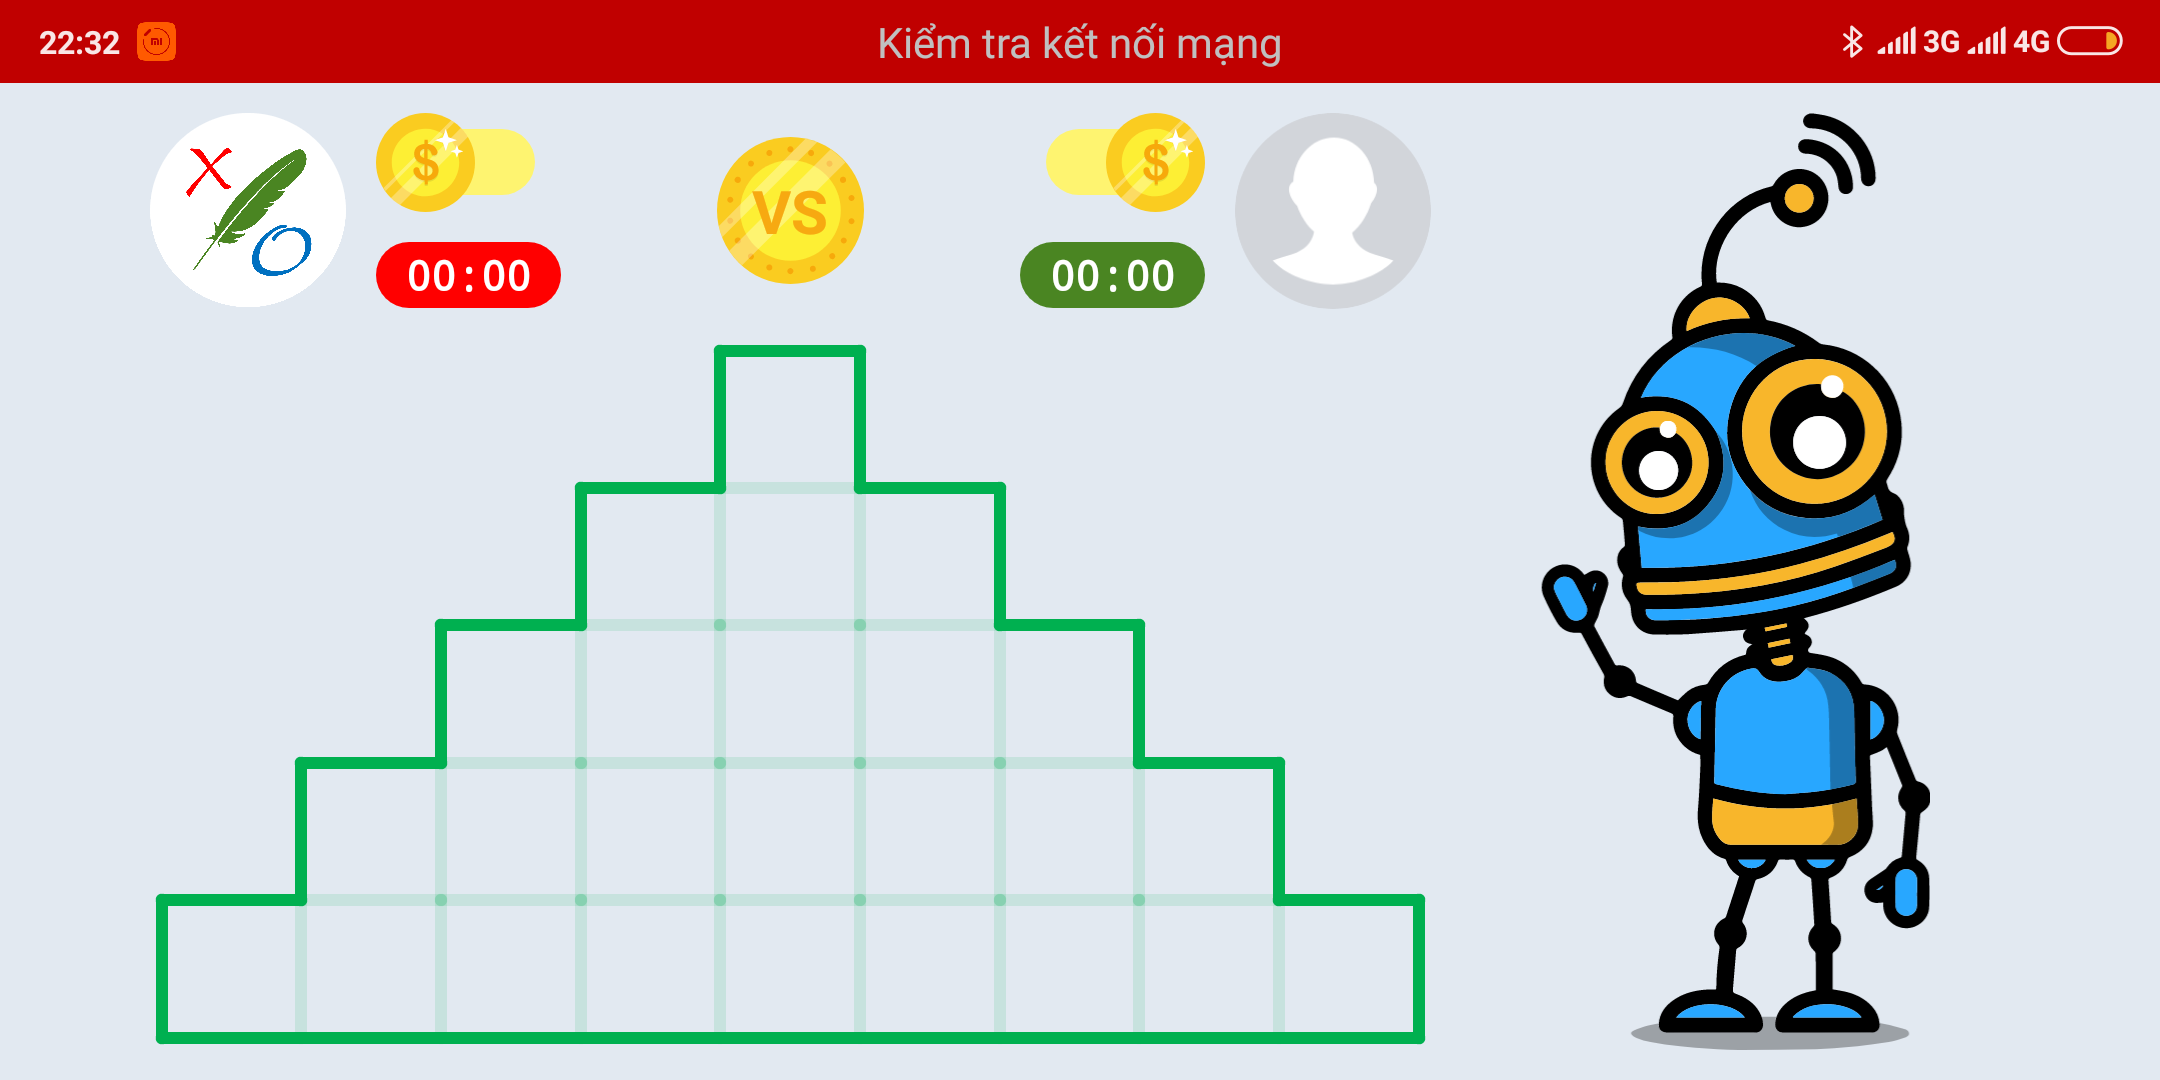 22:32
Kiểm tra kết nối mạng
3G 4G
$
VS
$
00:00
00:00